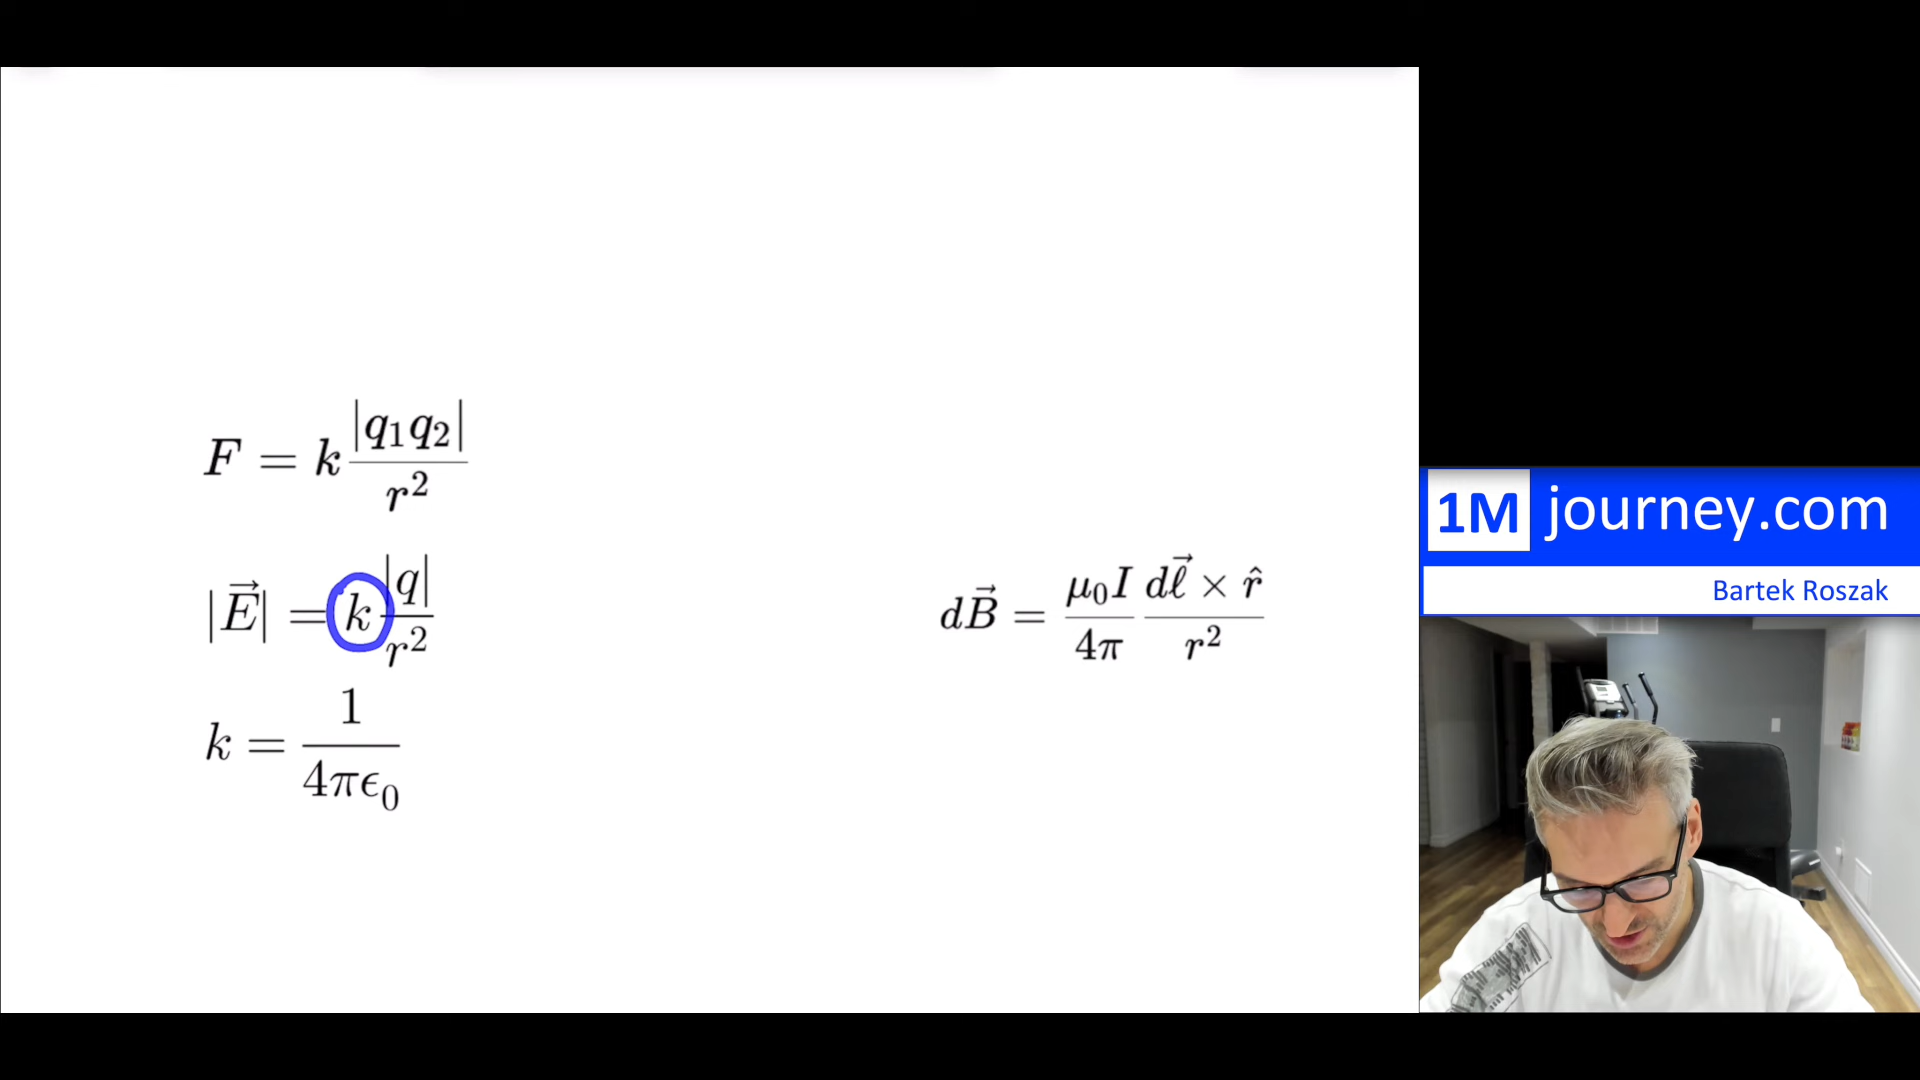 F = k |q₁q₂| / r²
|E⃗| = k |q| / r²
k = 1 / 4πϵ₀
dB⃗ = μ₀I / 4π dℓ⃗ × r̂ / r²
1M journey.com
Bartek Roszak